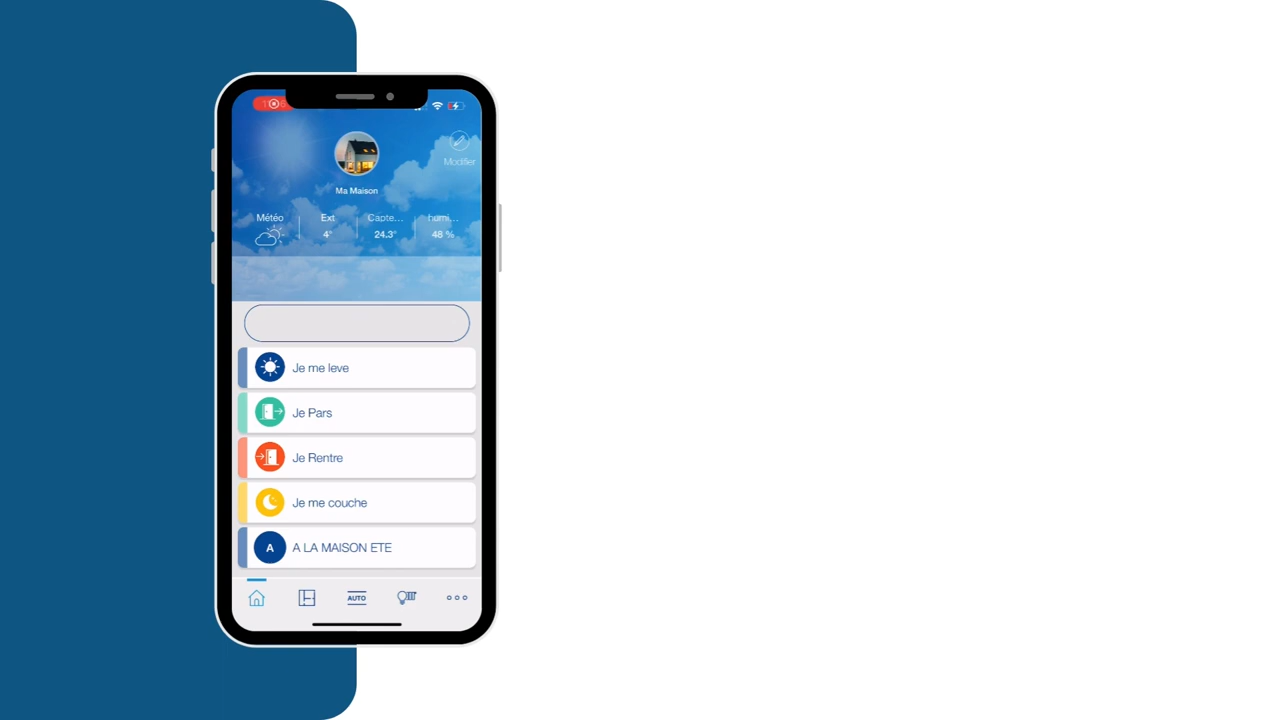 Modifier
Ma Maison
Météo Ext Capte... humi...
4° 24.3° 48 %
Je me leve
Je Pars
Je Rentre
Je me couche
A A LA MAISON ETE
AUTO